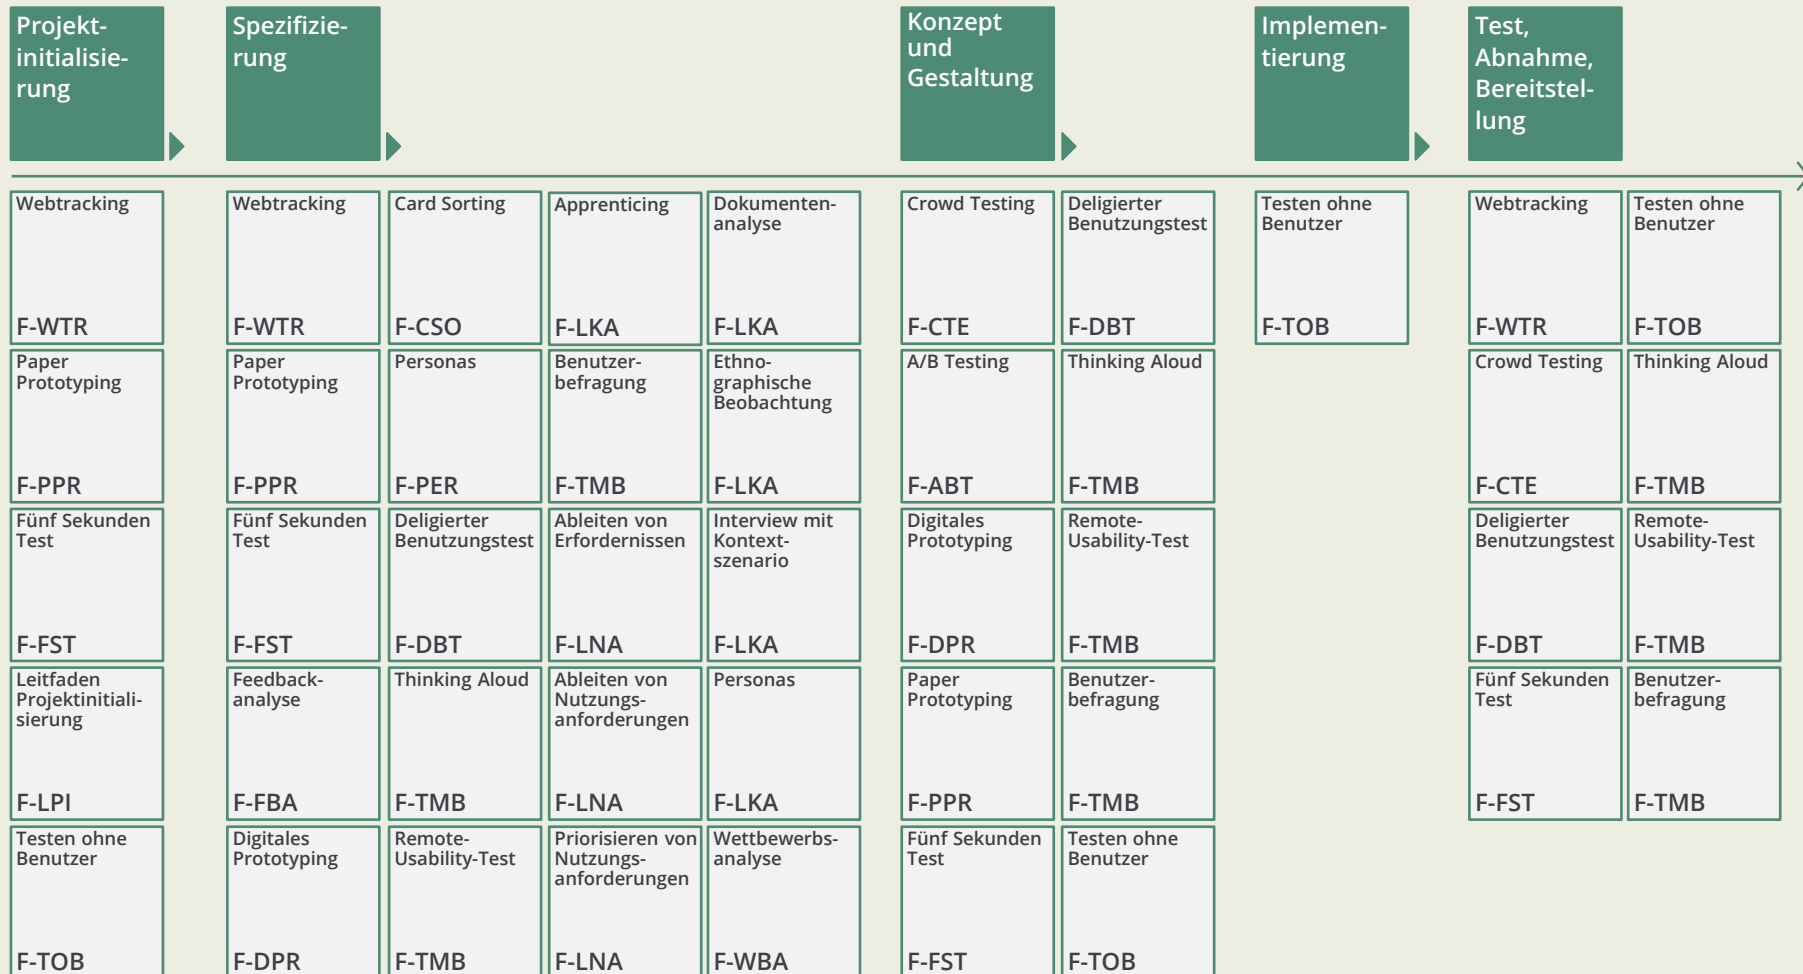 Projekt-
initialisie-
rung
Spezifizie-
rung
Konzept
und
Gestaltung
Implemen-
tierung
Test,
Abnahme,
Bereitstel-
lung
Webtracking
F-WTR
Webtracking
F-WTR
Card Sorting
F-CSO
Apprenticing
F-LKA
Dokumenten-
analyse
F-LKA
Crowd Testing
F-CTE
Deligierter
Benutzungstest
F-DBT
Testen ohne
Benutzer
F-TOB
Webtracking
F-WTR
Testen ohne
Benutzer
F-TOB
Paper
Prototyping
F-PPR
Paper
Prototyping
F-PPR
Personas
F-PER
Benutzer-
befragung
F-TMB
Ethno-
graphische
Beobachtung
F-LKA
A/B Testing
F-ABT
Thinking Aloud
F-TMB
Crowd Testing
F-CTE
Thinking Aloud
F-TMB
Fünf Sekunden
Test
F-FST
Fünf Sekunden
Test
F-FST
Deligierter
Benutzungstest
F-DBT
Ableiten von
Erfordernissen
F-LNA
Interview mit
Kontext-
szenario
F-LKA
Digitales
Prototyping
F-DPR
Remote-
Usability-Test
F-TMB
Deligierter
Benutzungstest
F-DBT
Remote-
Usability-Test
F-TMB
Leitfaden
Projektinitiali-
sierung
F-LPI
Feedback-
analyse
F-FBA
Thinking Aloud
F-TMB
Ableiten von
Nutzungs-
anforderungen
F-LNA
Personas
F-LKA
Paper
Prototyping
F-PPR
Benutzer-
befragung
F-TMB
Fünf Sekunden
Test
F-FST
Benutzer-
befragung
F-TMB
Testen ohne
Benutzer
F-TOB
Digitales
Prototyping
F-DPR
Remote-
Usability-Test
F-TMB
Priorisieren von
Nutzungs-
anforderungen
F-LNA
Wettbewerbs-
analyse
F-WBA
Fünf Sekunden
Test
F-FST
Testen ohne
Benutzer
F-TOB